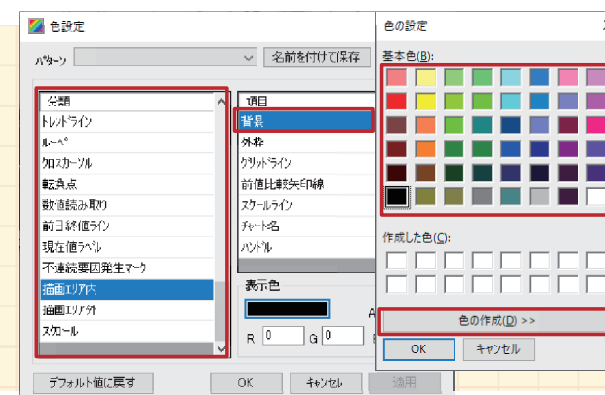 色設定
パターン 名前を付けて保存
分類
トレンドライン
ルーペ
クロスカーソル
転換点
数値読み取り
前日終値ライン
現在値ラベル
不連続要因発生マーク
描画エリア内
描画エリア外
スケール
項目
背景
外枠
グリッドライン
前値比較矢印線
スケールライン
チャート名
ハンドル
表示色
A
R 0 G 0
デフォルト値に戻す OK キャンセル 適用
色の設定
基本色(B):
作成した色(C):
色の作成(D) >>
OK キャンセル